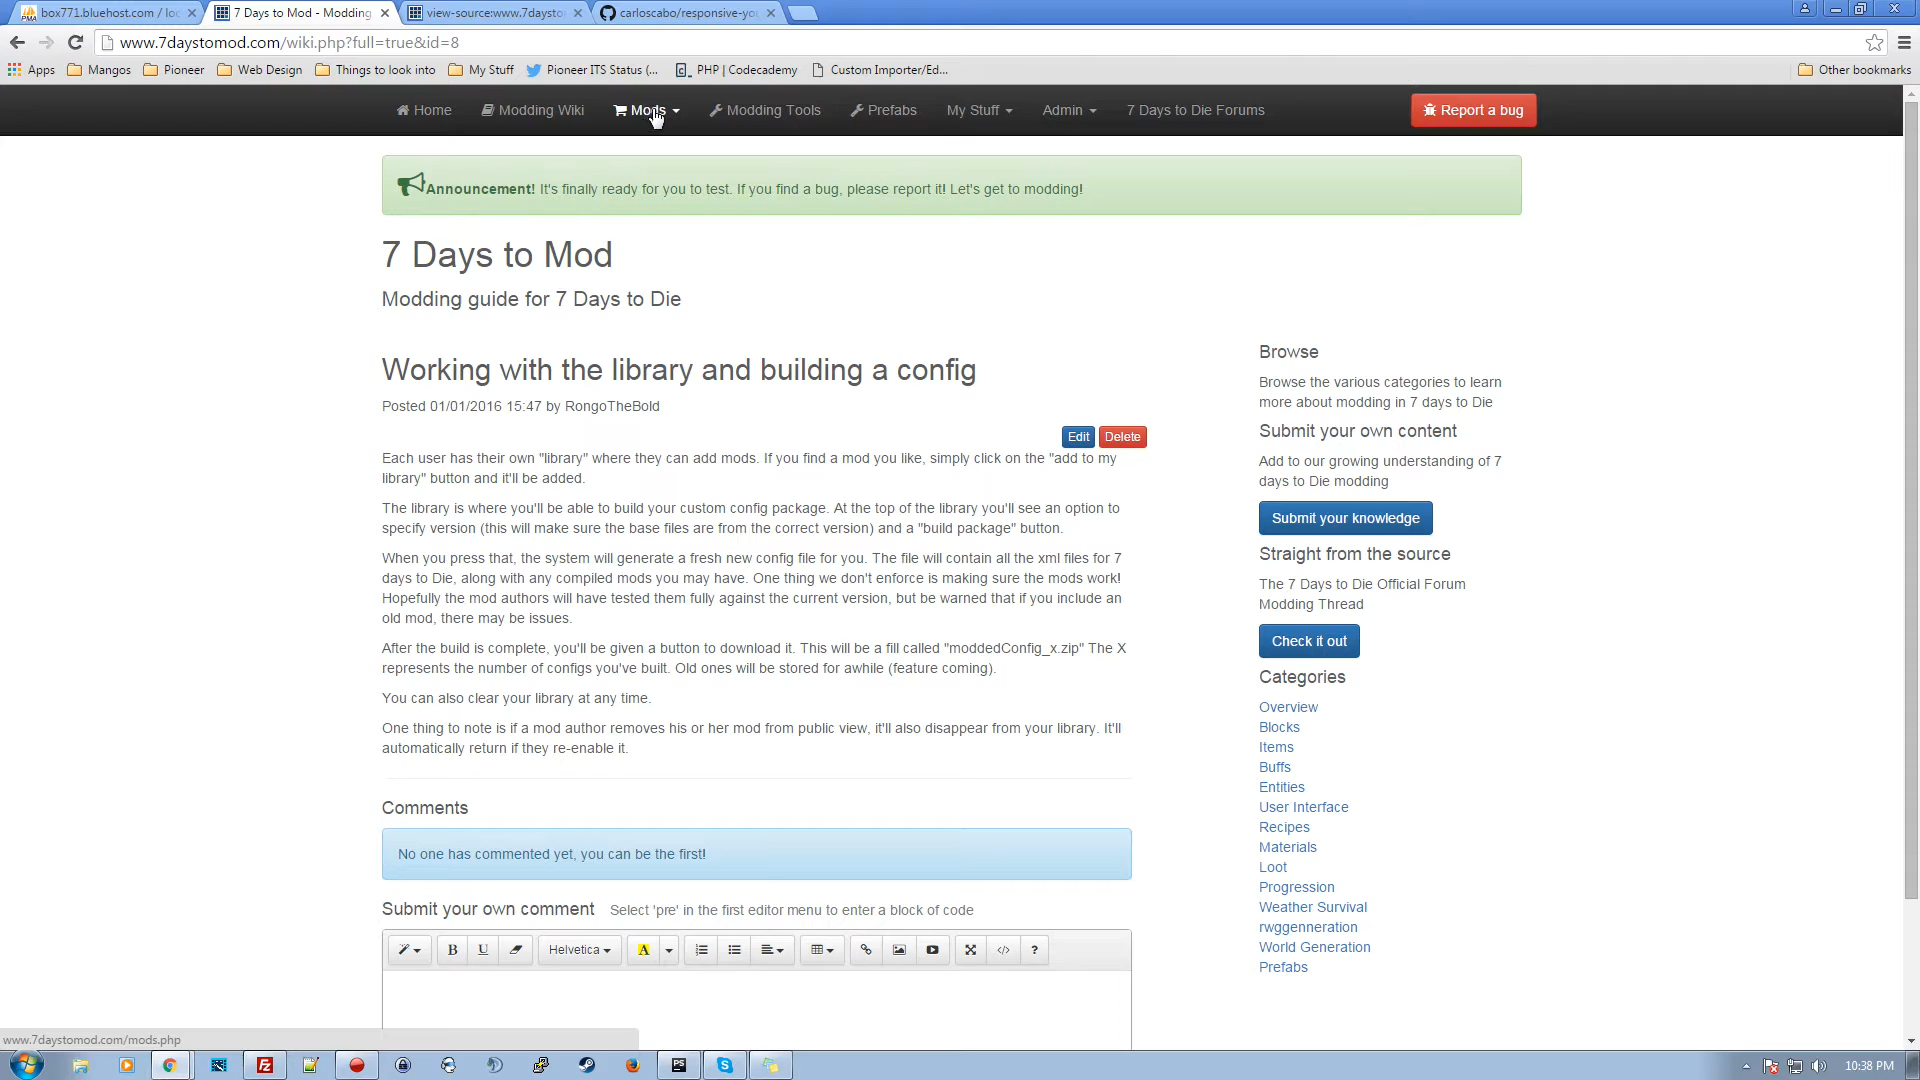 box771.bluehost.com / loc
7 Days to Mod - Modding
view-source:www.7daysto
carloscabo/responsive-yo
www.7daystomod.com/wiki.php?full=true&id=8
Apps Mangos Pioneer Web Design Things to look into My Stuff Pioneer ITS Status (... PHP | Codecademy Custom Importer/Ed... Other bookmarks
Home Modding Wiki Mods Modding Tools Prefabs My Stuff Admin 7 Days to Die Forums Report a bug
Announcement! It's finally ready for you to test. If you find a bug, please report it! Let's get to modding!
7 Days to Mod
Modding guide for 7 Days to Die
Working with the library and building a config
Posted 01/01/2016 15:47 by RongoTheBold
Edit Delete
Each user has their own "library" where they can add mods. If you find a mod you like, simply click on the "add to my
library" button and it'll be added.
The library is where you'll be able to build your custom config package. At the top of the library you'll see an option to
specify version (this will make sure the base files are from the correct version) and a "build package" button.
When you press that, the system will generate a fresh new config file for you. The file will contain all the xml files for 7
days to Die, along with any compiled mods you may have. One thing we don't enforce is making sure the mods work!
Hopefully the mod authors will have tested them fully against the current version, but be warned that if you include an
old mod, there may be issues.
After the build is complete, you'll be given a button to download it. This will be a fill called "moddedConfig_x.zip" The X
represents the number of configs you've built. Old ones will be stored for awhile (feature coming).
You can also clear your library at any time.
One thing to note is if a mod author removes his or her mod from public view, it'll also disappear from your library. It'll
automatically return if they re-enable it.
Comments
No one has commented yet, you can be the first!
Submit your own comment Select 'pre' in the first editor menu to enter a block of code
B U Helvetica A </> ?
Browse
Browse the various categories to learn
more about modding in 7 days to Die
Submit your own content
Add to our growing understanding of 7
days to Die modding
Submit your knowledge
Straight from the source
The 7 Days to Die Official Forum
Modding Thread
Check it out
Categories
Overview
Blocks
Items
Buffs
Entities
User Interface
Recipes
Materials
Loot
Progression
Weather Survival
rwggenneration
World Generation
Prefabs
www.7daystomod.com/mods.php
10:38 PM